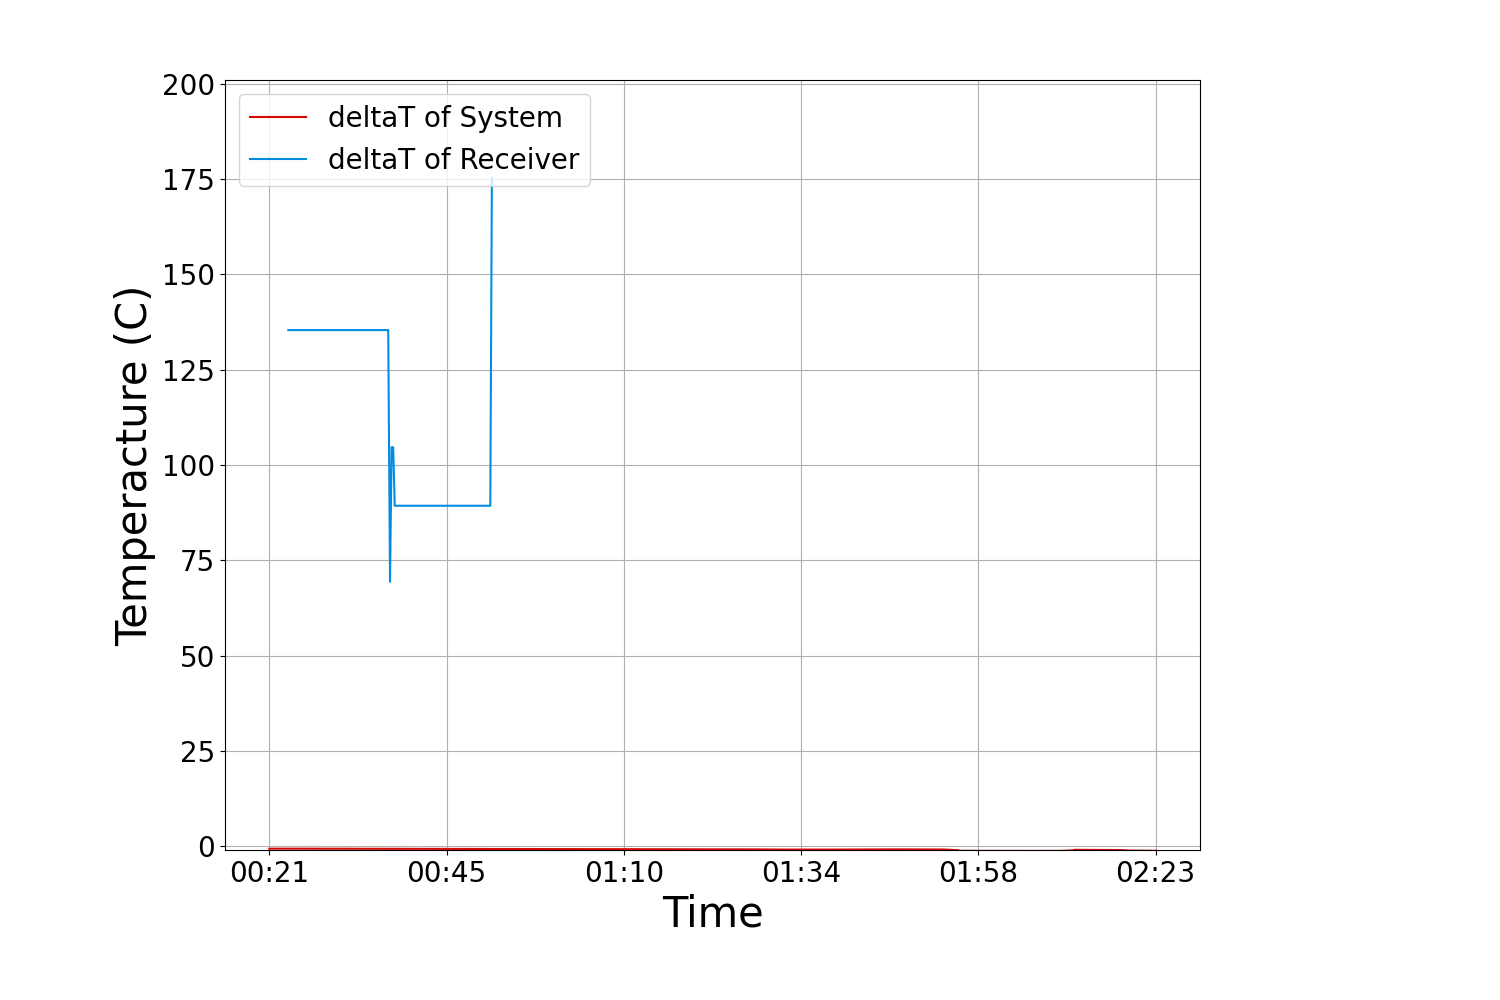 200
175
150
125
100
75
50
25
0
Temperacture (C)
deltaT of System
deltaT of Receiver
00:21 00:45 01:10 01:34 01:58 02:23
Time